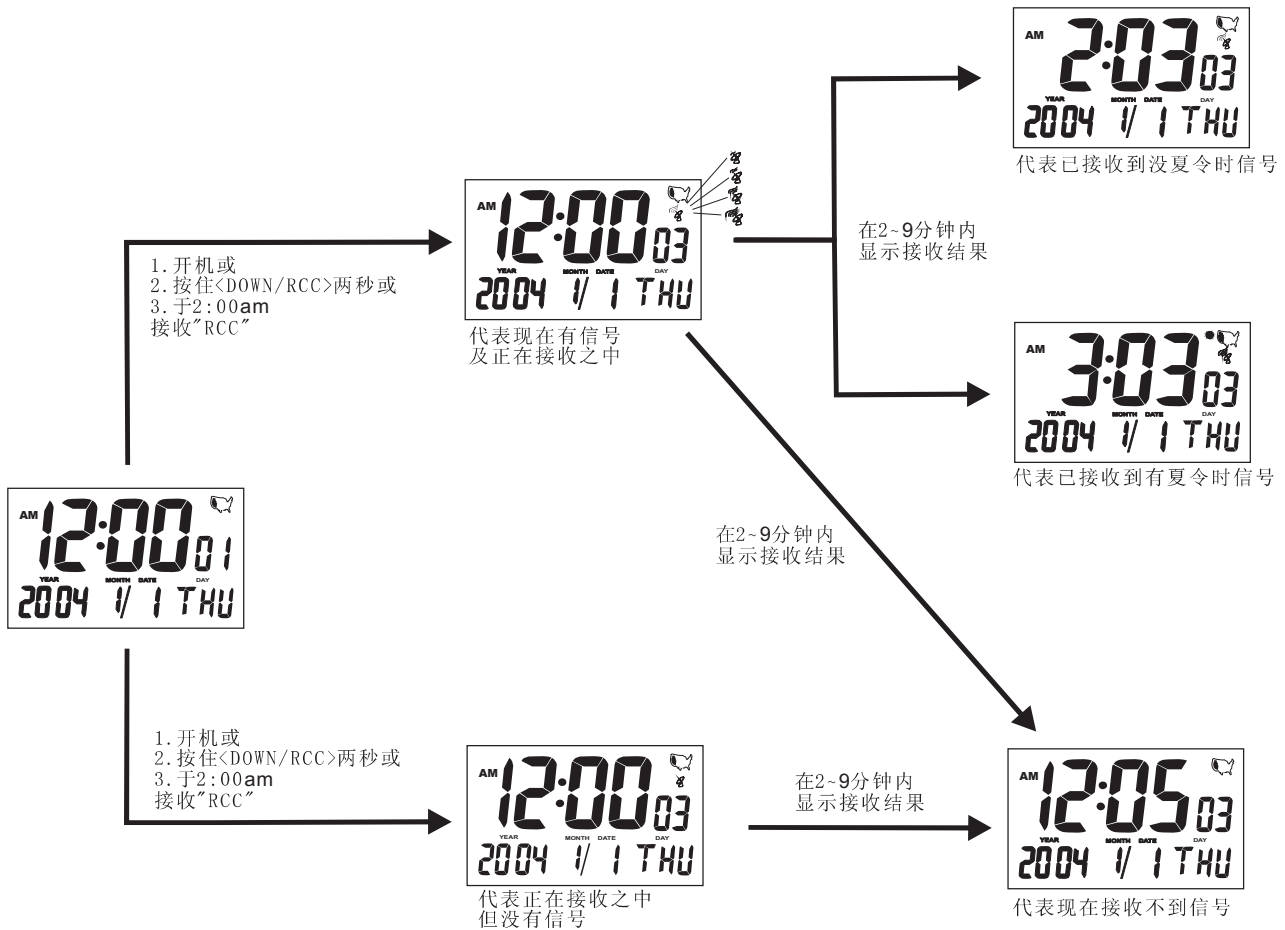 AM 2:03 03
YEAR MONTH DATE DAY
2004 1/ 1 THU
代表已接收到没夏令时信号
AM 12:00 03
YEAR MONTH DATE DAY
2004 1/ 1 THU
代表现在有信号
及正在接收之中
1.开机或
2.按住<DOWN/RCC>两秒或
3.于2:00am
接收"RCC"
在2~9分钟内
显示接收结果
AM 3:03 03
YEAR MONTH DATE DAY
2004 1/ 1 THU
代表已接收到有夏令时信号
AM 12:00 01
YEAR MONTH DATE DAY
2004 1/ 1 THU
在2~9分钟内
显示接收结果
1.开机或
2.按住<DOWN/RCC>两秒或
3.于2:00am
接收"RCC"
AM 12:00 03
YEAR MONTH DATE DAY
2004 1/ 1 THU
代表正在接收之中
但没有信号
在2~9分钟内
显示接收结果
AM 12:05 03
YEAR MONTH DATE DAY
2004 1/ 1 THU
代表现在接收不到信号